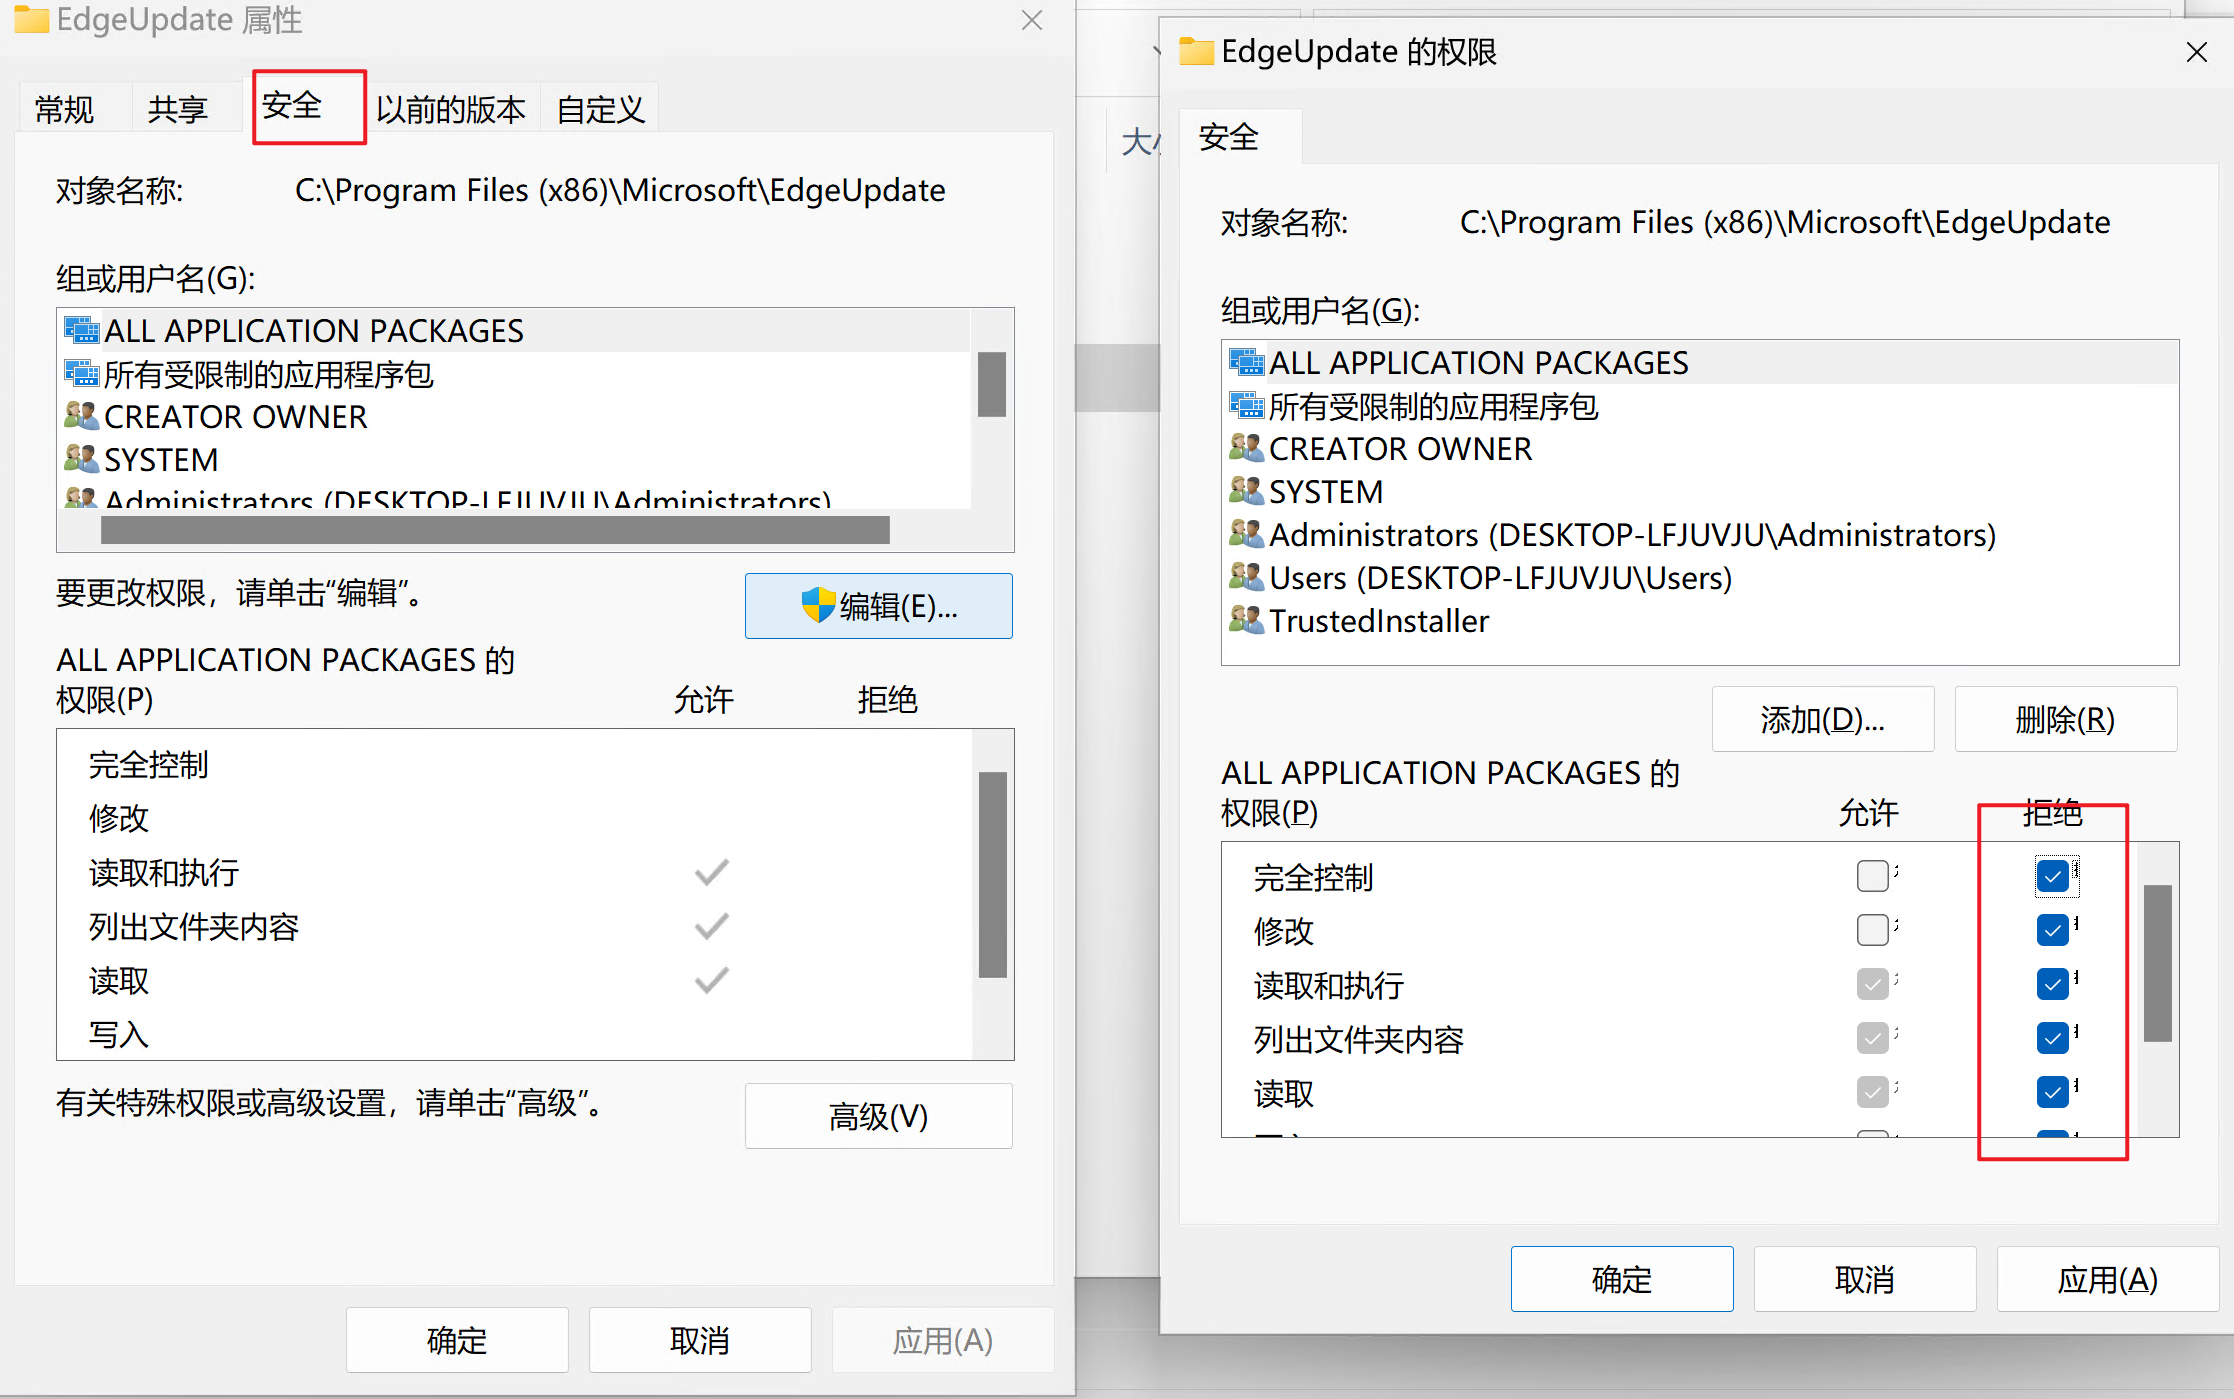 EdgeUpdate 属性
常规
共享
安全
以前的版本
自定义
对象名称:
C:\Program Files (x86)\Microsoft\EdgeUpdate
组或用户名(G):
ALL APPLICATION PACKAGES
所有受限制的应用程序包
CREATOR OWNER
SYSTEM
Administrators (DESKTOP-LFJUVJU\Administrators)
要更改权限，请单击“编辑”。
编辑(E)...
ALL APPLICATION PACKAGES 的
权限(P)
允许
拒绝
完全控制
修改
读取和执行
列出文件夹内容
读取
写入
有关特殊权限或高级设置，请单击“高级”。
高级(V)
确定
取消
应用(A)
EdgeUpdate 的权限
安全
对象名称:
C:\Program Files (x86)\Microsoft\EdgeUpdate
组或用户名(G):
ALL APPLICATION PACKAGES
所有受限制的应用程序包
CREATOR OWNER
SYSTEM
Administrators (DESKTOP-LFJUVJU\Administrators)
Users (DESKTOP-LFJUVJU\Users)
TrustedInstaller
添加(D)...
删除(R)
ALL APPLICATION PACKAGES 的
权限(P)
允许
拒绝
完全控制
修改
读取和执行
列出文件夹内容
读取
确定
取消
应用(A)